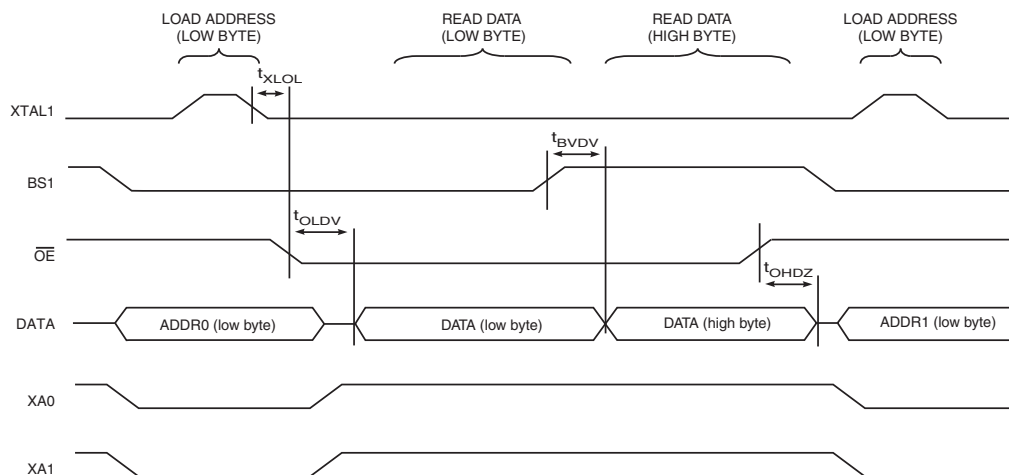 LOAD ADDRESS
(LOW BYTE)
READ DATA
(LOW BYTE)
READ DATA
(HIGH BYTE)
LOAD ADDRESS
(LOW BYTE)
tXLOL
XTAL1
tBVDV
BS1
tOLDV
OE
tOHDZ
DATA
ADDR0 (low byte)
DATA (low byte)
DATA (high byte)
ADDR1 (low byte)
XA0
XA1